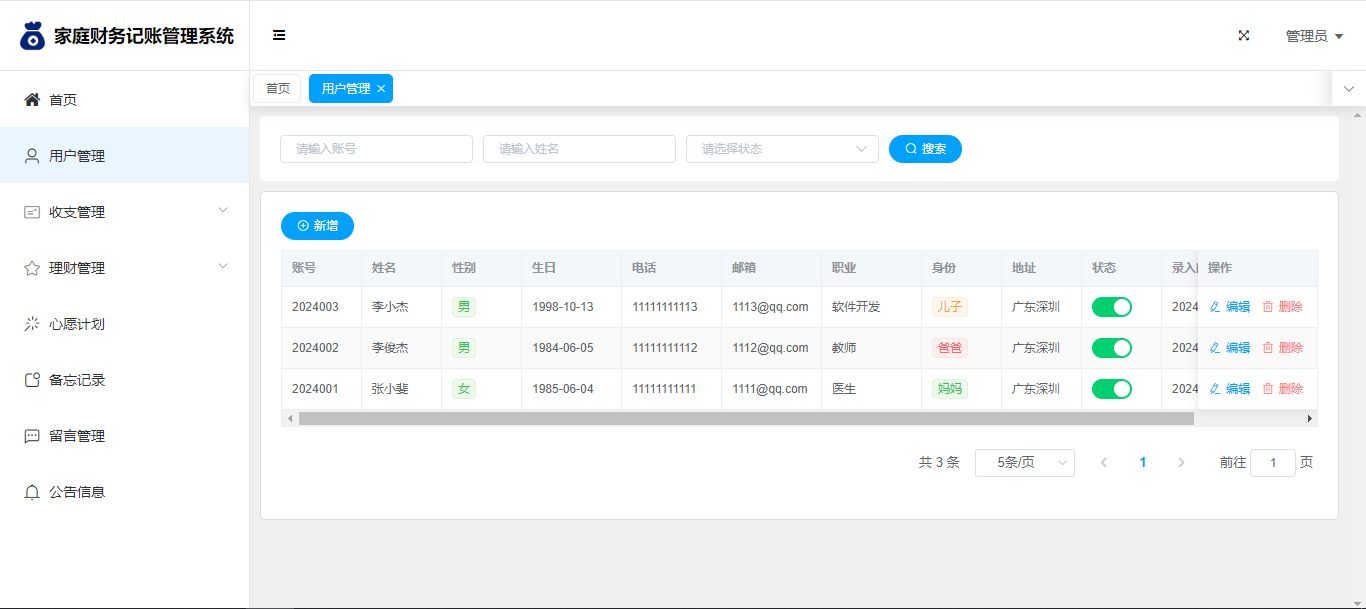 家庭财务记账管理系统
管理员
首页
用户管理
收支管理
理财管理
心愿计划
备忘记录
留言管理
公告信息
首页 用户管理
请输入账号 请输入姓名 请选择状态 搜索
新增
账号 姓名 性别 生日 电话 邮箱 职业 身份 地址 状态 录入 操作
2024003 李小杰 男 1998-10-13 11111111113 1113@qq.com 软件开发 儿子 广东深圳 2024 编辑 删除
2024002 李俊杰 男 1984-06-05 11111111112 1112@qq.com 教师 爸爸 广东深圳 2024 编辑 删除
2024001 张小斐 女 1985-06-04 11111111111 1111@qq.com 医生 妈妈 广东深圳 2024 编辑 删除
共 3 条 5条/页 1 前往 1 页